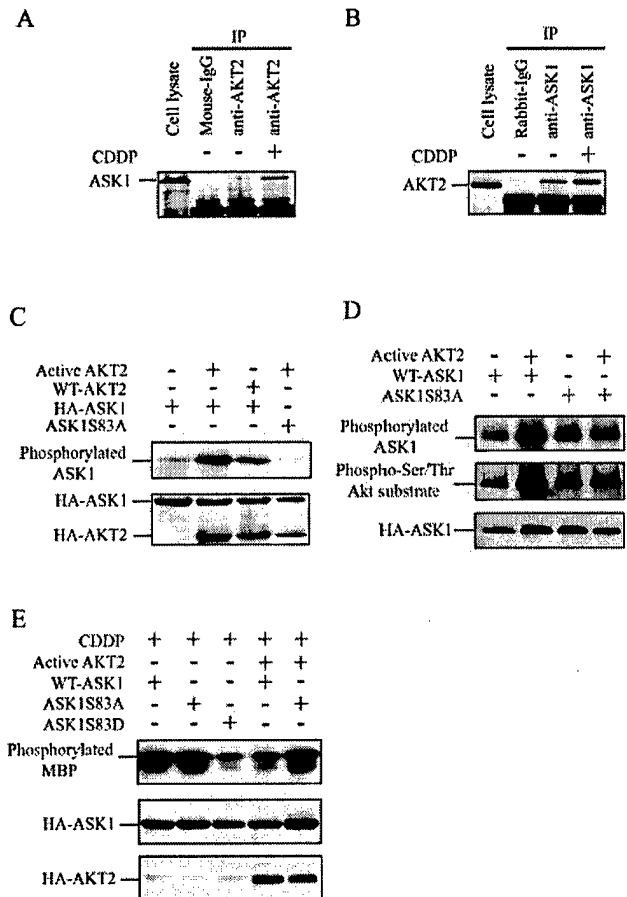 A
IP
Cell lysate
Mouse-IgG
anti-AKT2
anti-AKT2
CDDP - - +
ASK1
B
IP
Cell lysate
Rabbit-IgG
anti-ASK1
anti-ASK1
CDDP - - +
AKT2
C
Active AKT2 - + - +
WT-AKT2 - - + -
HA-ASK1 + + + -
ASK1S83A - - - +
Phosphorylated
ASK1
HA-ASK1
HA-AKT2
D
Active AKT2 - + - +
WT-ASK1 + + - -
ASK1S83A - - + +
Phosphorylated
ASK1
Phospho-Ser/Thr
Akt substrate
HA-ASK1
E
CDDP + + + + +
Active AKT2 - - - + +
WT-ASK1 + - - + -
ASK1S83A - + - - +
ASK1S83D - - + - -
Phosphorylated
MBP
HA-ASK1
HA-AKT2